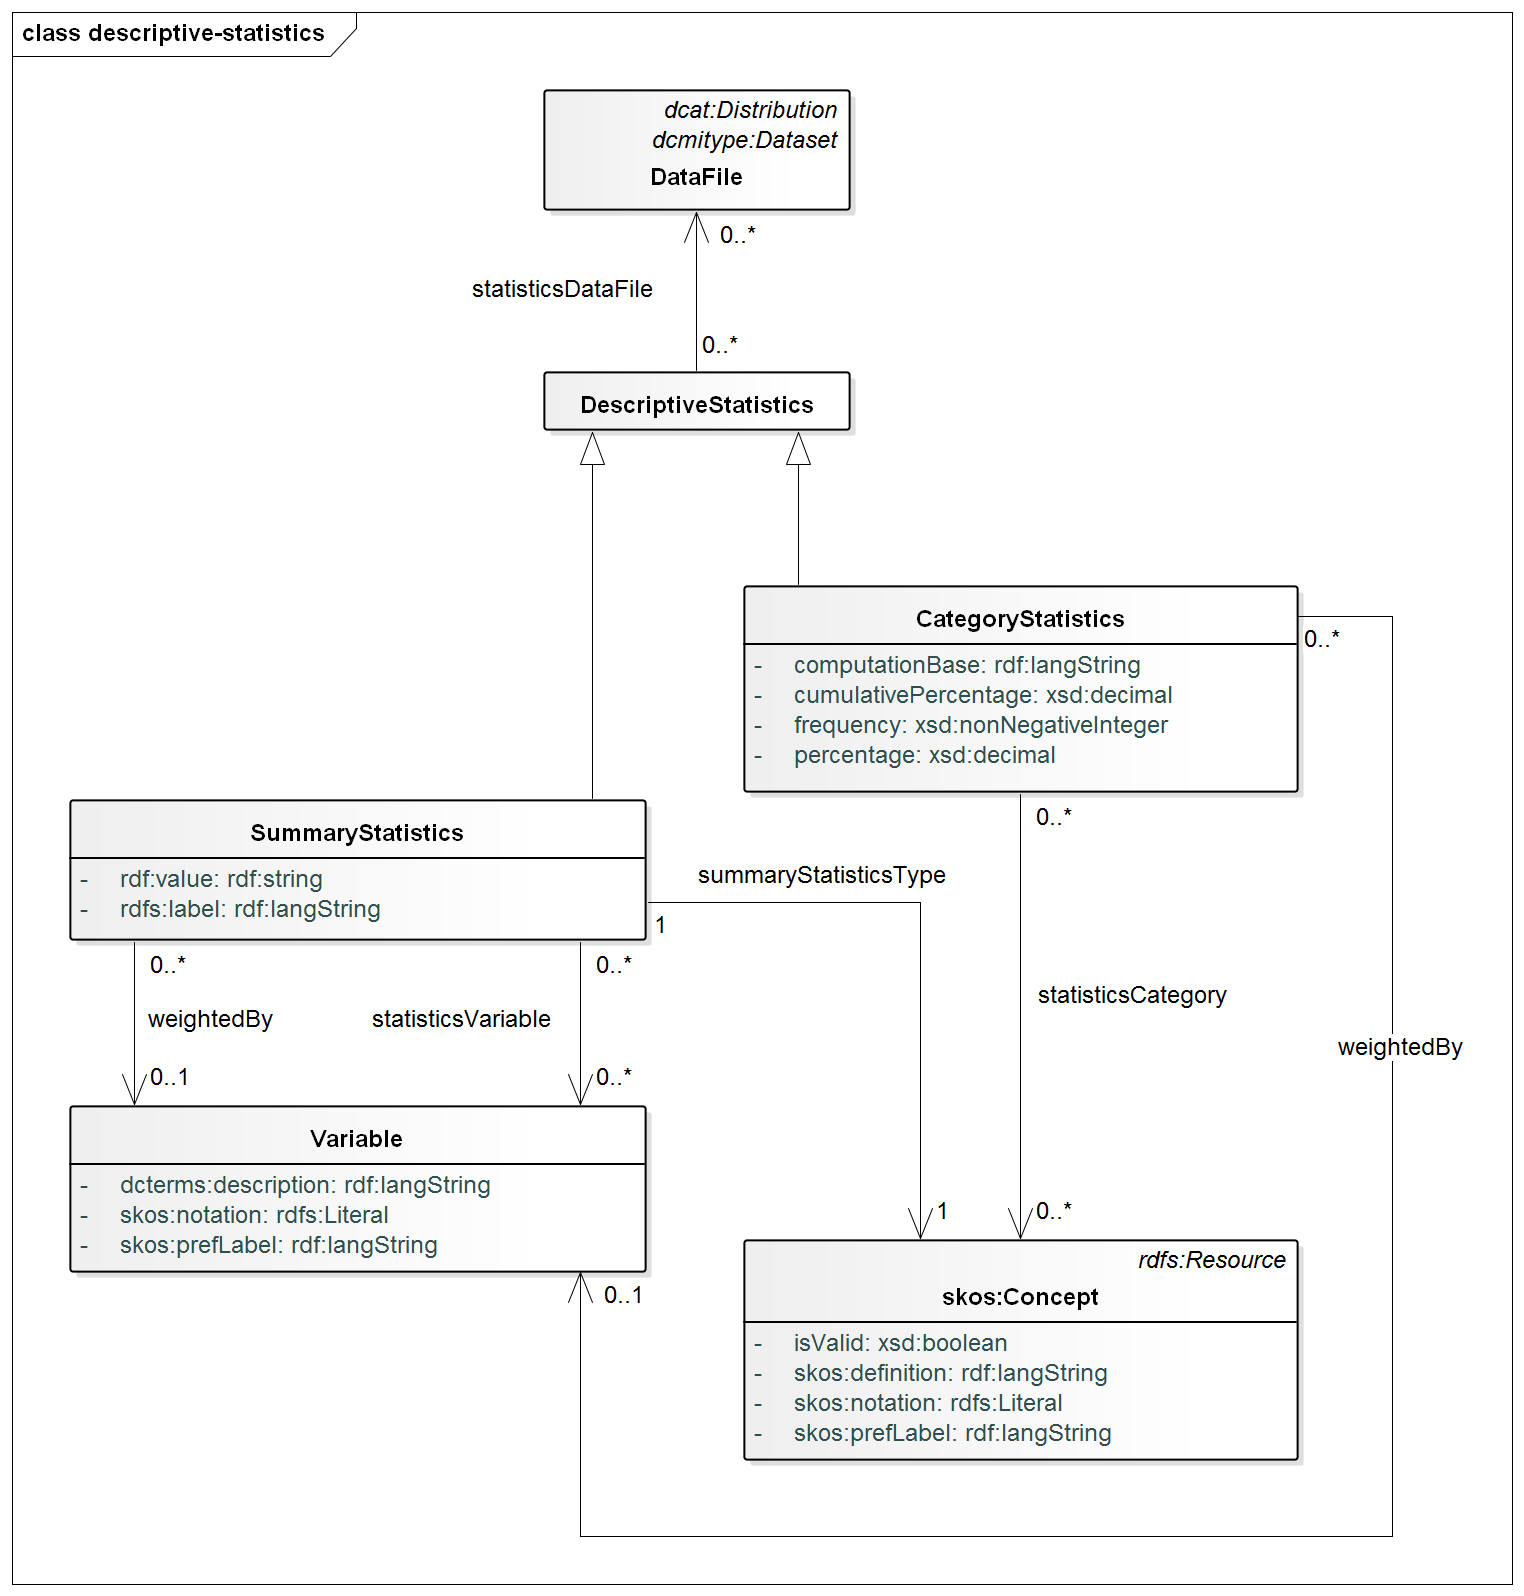 class descriptive-statistics
dcat:Distribution
dcmitype:Dataset
DataFile
0..*
statisticsDataFile
0..*
DescriptiveStatistics
CategoryStatistics
0..*
- computationBase: rdf:langString
- cumulativePercentage: xsd:decimal
- frequency: xsd:nonNegativeInteger
- percentage: xsd:decimal
0..*
SummaryStatistics
- rdf:value: rdf:string
- rdfs:label: rdf:langString
summaryStatisticsType
1
0..*
0..*
weightedBy
statisticsVariable
statisticsCategory
weightedBy
0..1
0..*
Variable
- dcterms:description: rdf:langString
- skos:notation: rdfs:Literal
- skos:prefLabel: rdf:langString
0..1
1
0..*
rdfs:Resource
skos:Concept
- isValid: xsd:boolean
- skos:definition: rdf:langString
- skos:notation: rdfs:Literal
- skos:prefLabel: rdf:langString